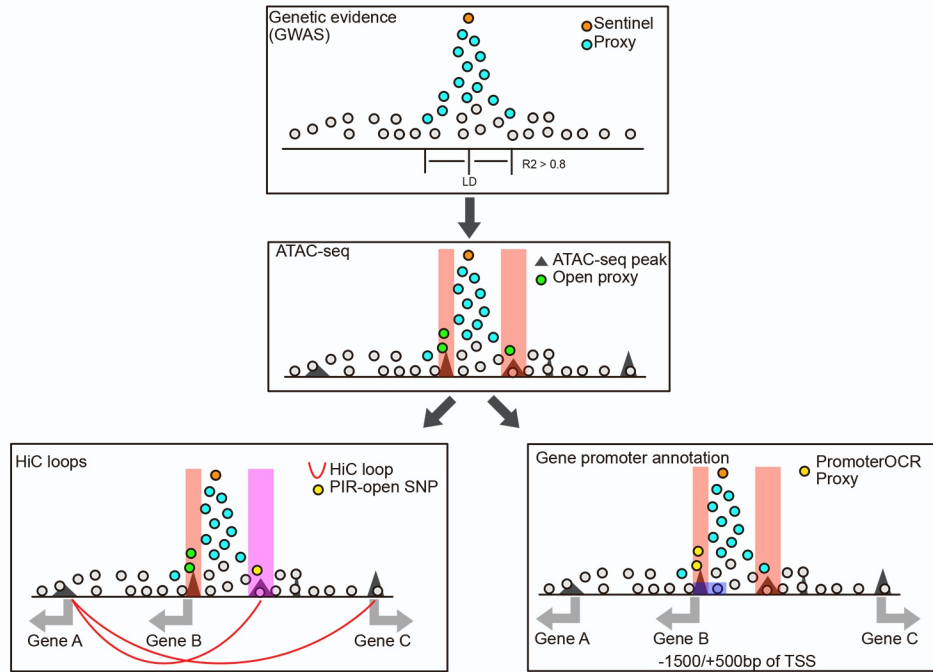 Genetic evidence
(GWAS)
Sentinel
Proxy
R2 > 0.8
LD
ATAC-seq
ATAC-seq peak
Open proxy
HiC loops
HiC loop
PIR-open SNP
Gene A
Gene B
Gene C
Gene promoter annotation
PromoterOCR
Proxy
Gene A
Gene B
Gene C
-1500/+500bp of TSS